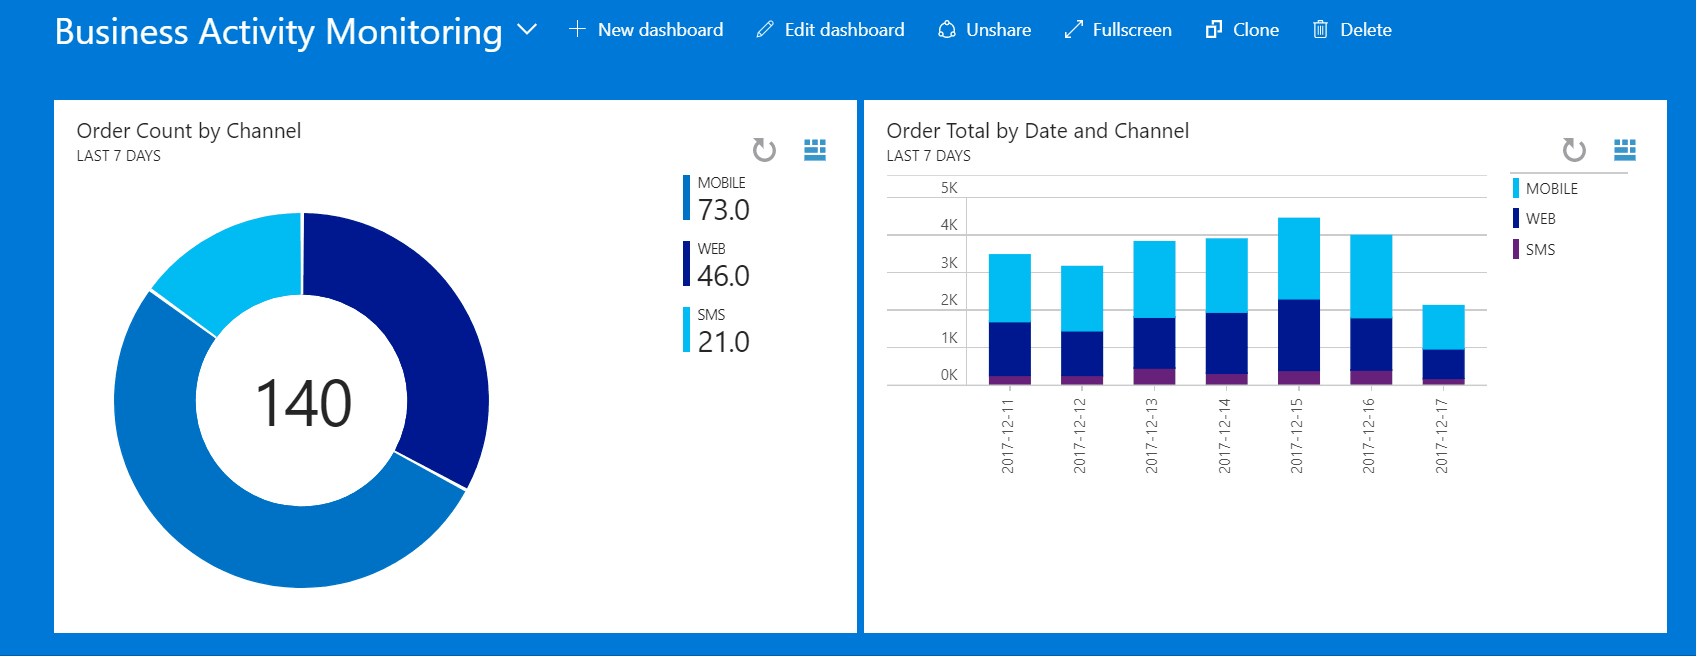 Business Activity Monitoring
New dashboard
Edit dashboard
Unshare
Fullscreen
Clone
Delete
Order Count by Channel
LAST 7 DAYS
MOBILE
73.0
WEB
46.0
SMS
21.0
140
Order Total by Date and Channel
LAST 7 DAYS
5K
4K
3K
2K
1K
0K
2017-12-11
2017-12-12
2017-12-13
2017-12-14
2017-12-15
2017-12-16
2017-12-17
MOBILE
WEB
SMS